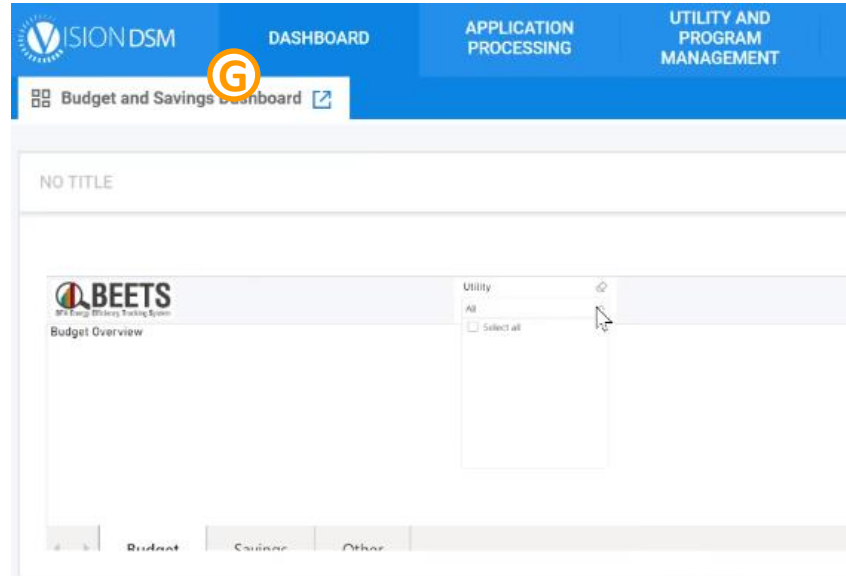 VISION DSM
DASHBOARD
APPLICATION
PROCESSING
UTILITY AND
PROGRAM
MANAGEMENT
G
Budget and Savings Dashboard
NO TITLE
BEETS
BPA Energy Efficiency Tracking System
Utility
All
Select all
Budget Overview
Budget
Savings
Other